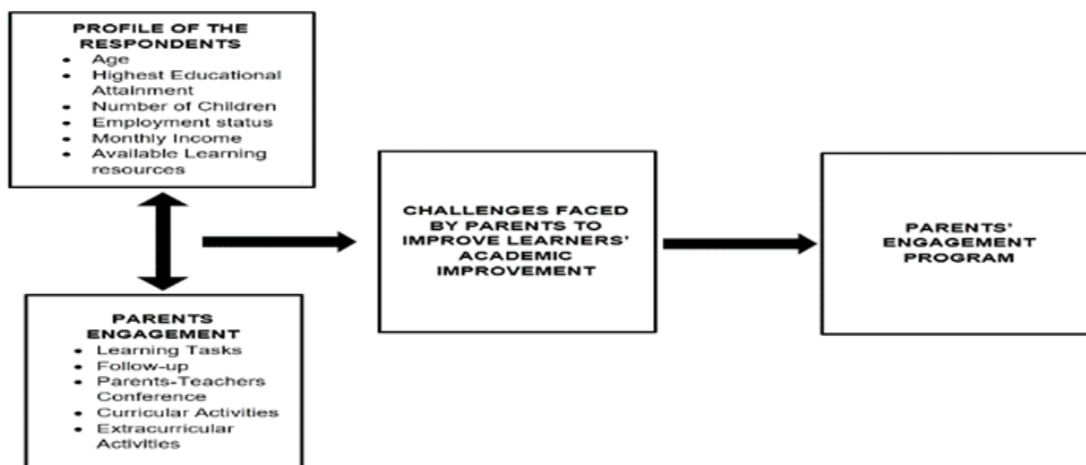 PROFILE OF THE
RESPONDENTS
• Age
• Highest Educational
Attainment
• Number of Children
• Employment status
• Monthly Income
• Available Learning
resources
CHALLENGES FACED
BY PARENTS TO
IMPROVE LEARNERS'
ACADEMIC
IMPROVEMENT
PARENTS'
ENGAGEMENT
PROGRAM
PARENTS
ENGAGEMENT
• Learning Tasks
• Follow-up
• Parents-Teachers
Conference
• Curricular Activities
• Extracurricular
Activities